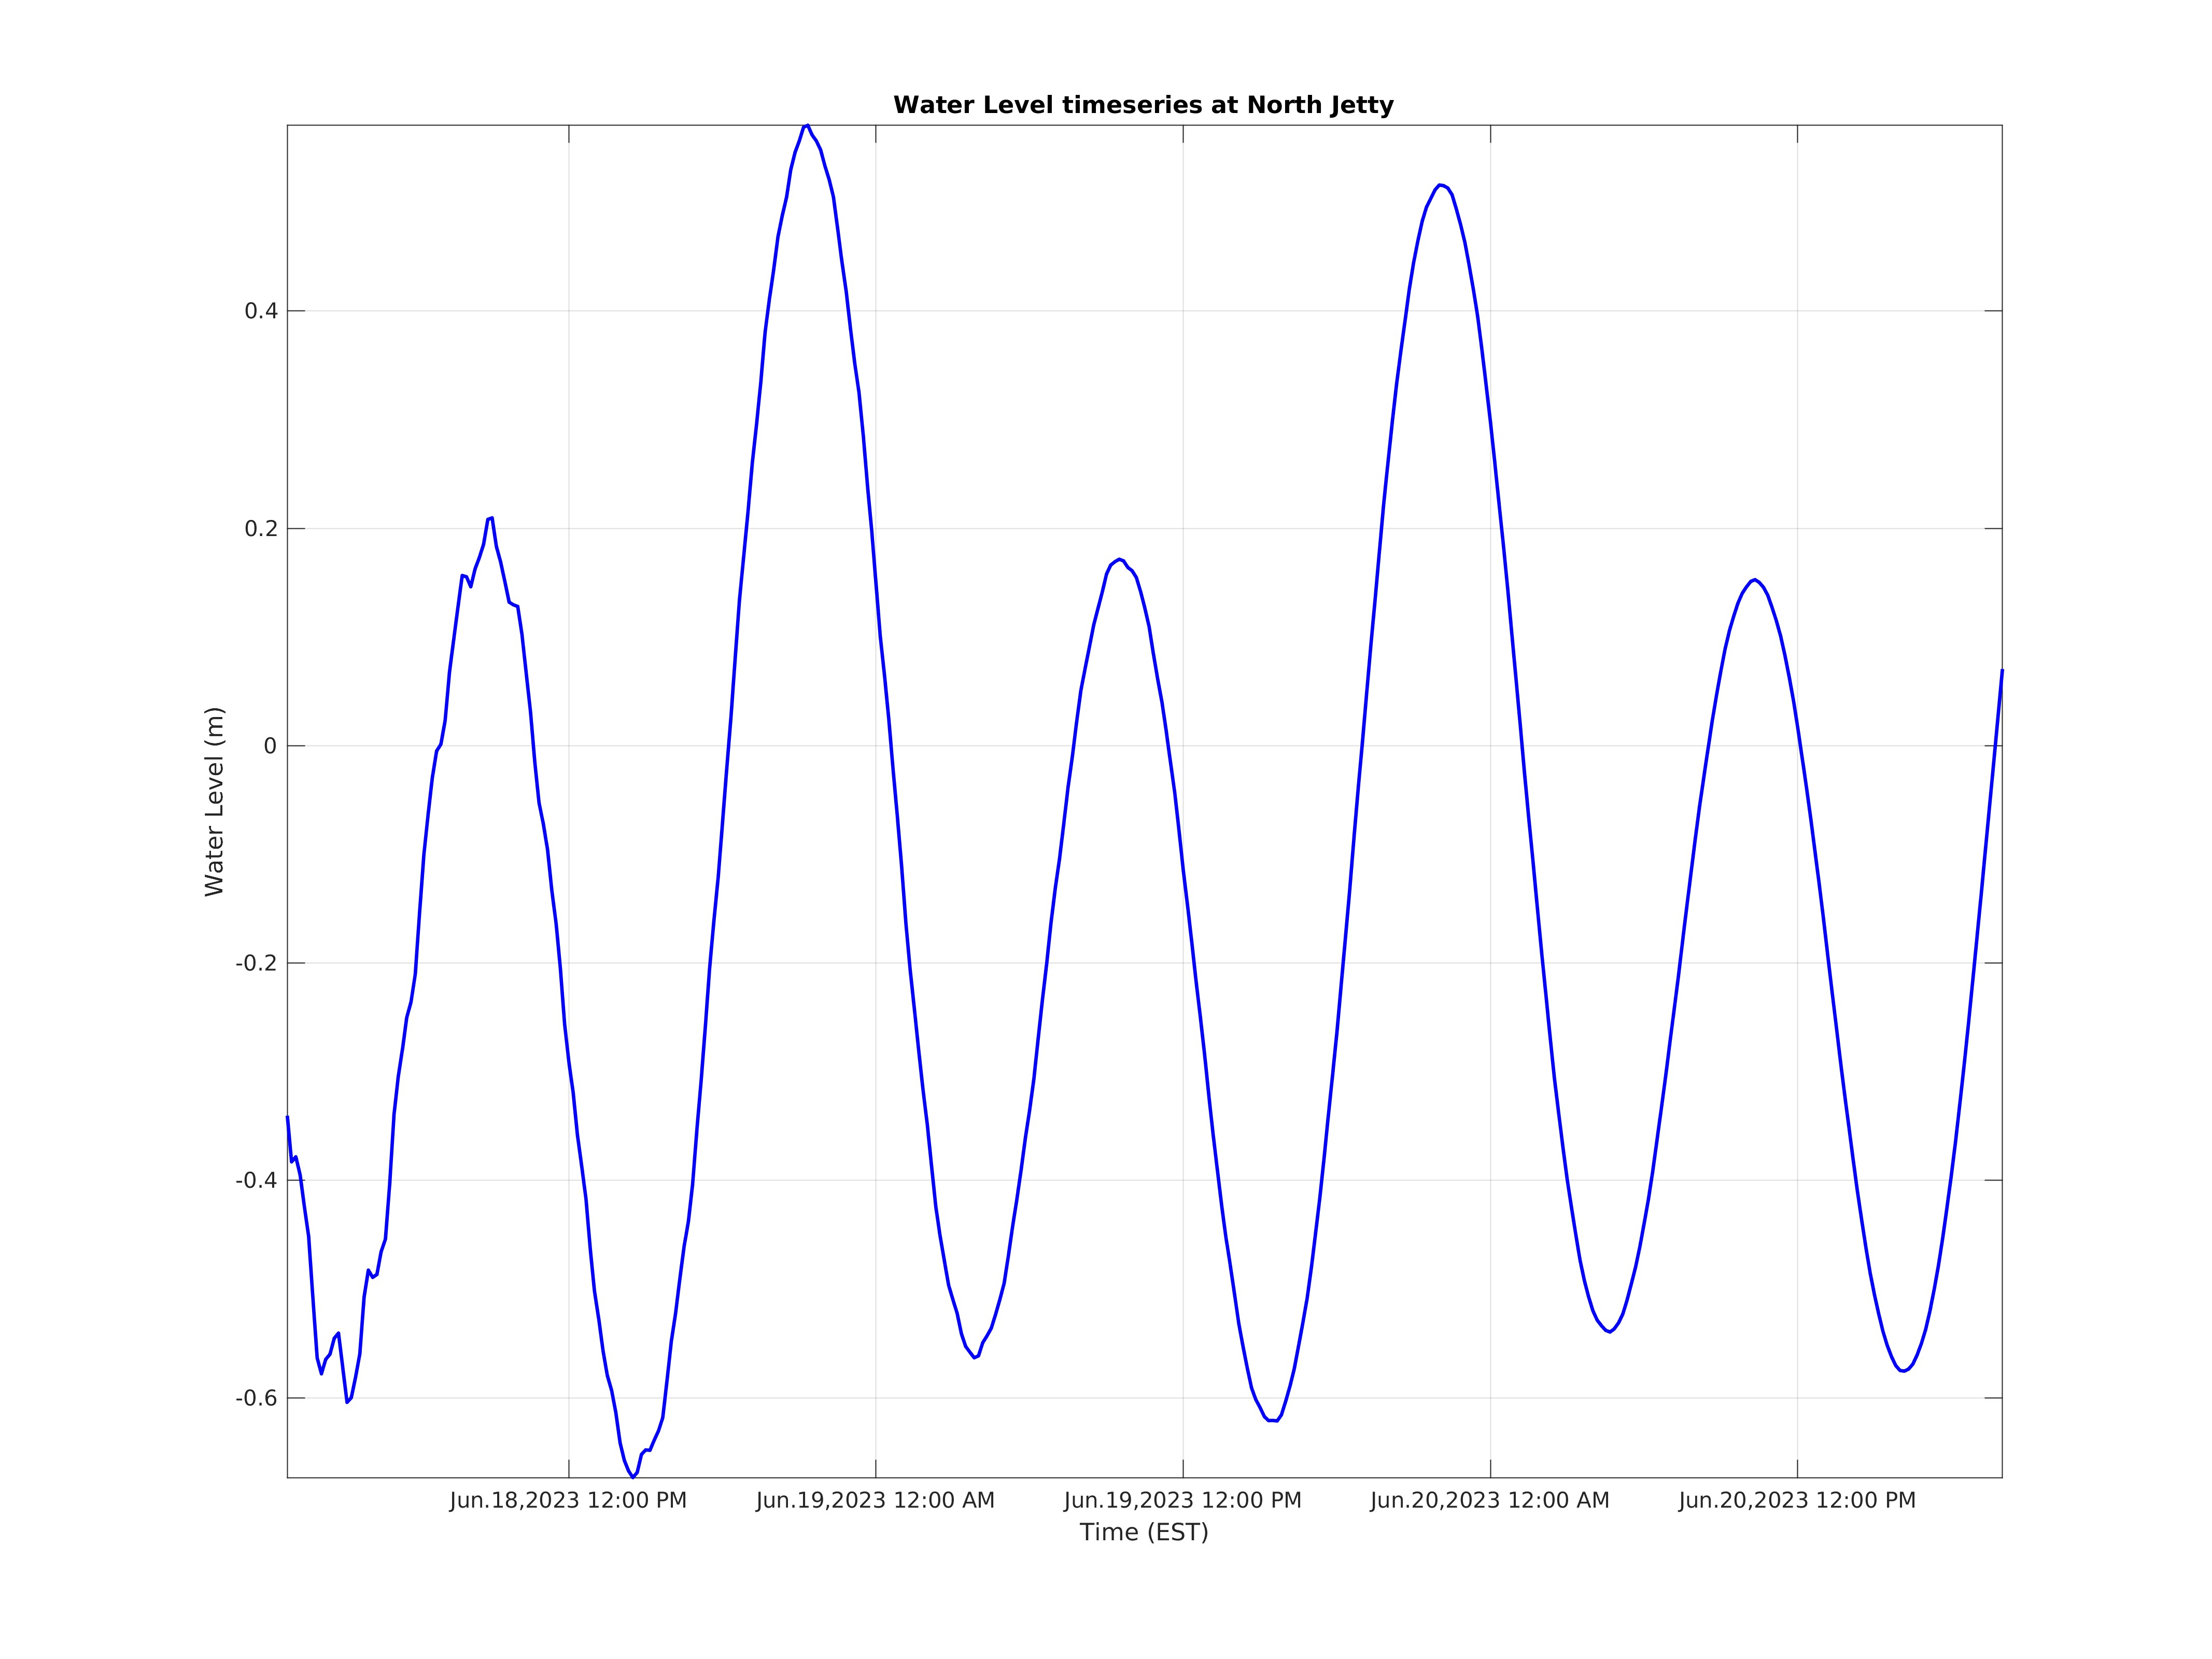 Water Level timeseries at North Jetty
0.4
0.2
0
-0.2
-0.4
-0.6
Water Level (m)
Jun.18,2023 12:00 PM
Jun.19,2023 12:00 AM
Jun.19,2023 12:00 PM
Jun.20,2023 12:00 AM
Jun.20,2023 12:00 PM
Time (EST)